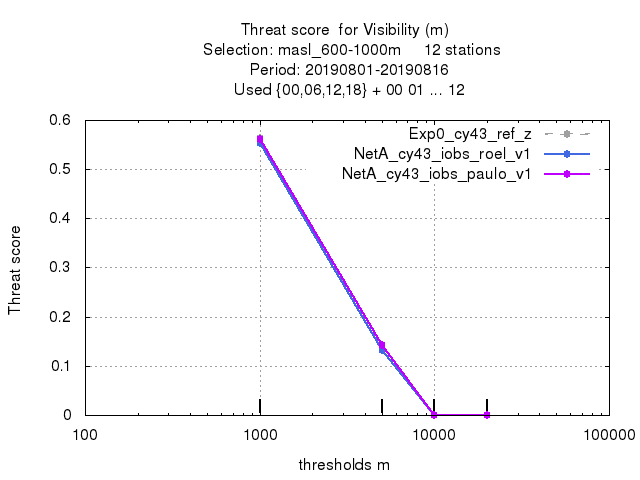 Threat score  for Visibility (m)
Selection: masl_600-1000m     12 stations
Period: 20190801-20190816
Used {00,06,12,18} + 00 01 ... 12
Exp0_cy43_ref_z
NetA_cy43_iobs_roel_v1
NetA_cy43_iobs_paulo_v1
Threat score
0.6
0.5
0.4
0.3
0.2
0.1
0
100
1000
10000
100000
thresholds m